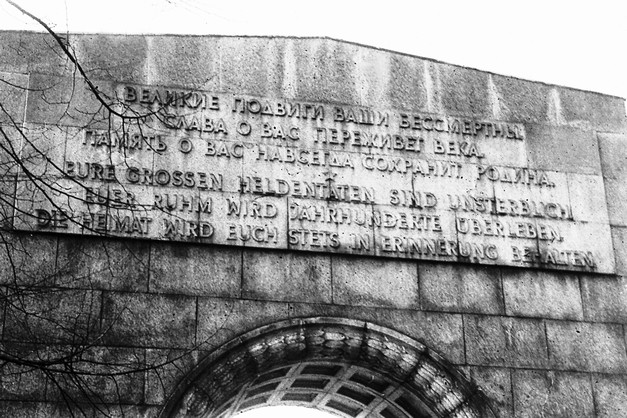 ВЕЛИКИЕ ПОДВИГИ ВАШИ БЕССМЕРТНЫ.
СЛАВА О ВАС ПЕРЕЖИВЕТ ВЕКА.
ПАМЯТЬ О ВАС НАВСЕГДА СОХРАНИТ РОДИНА.
EURE GROSSEN HELDENTATEN SIND UNSTERBLICH.
EUER RUHM WIRD JAHRHUNDERTE ÜBERLEBEN.
DIE HEIMAT WIRD EUCH STETS IN ERINNERUNG BEHALTEN.